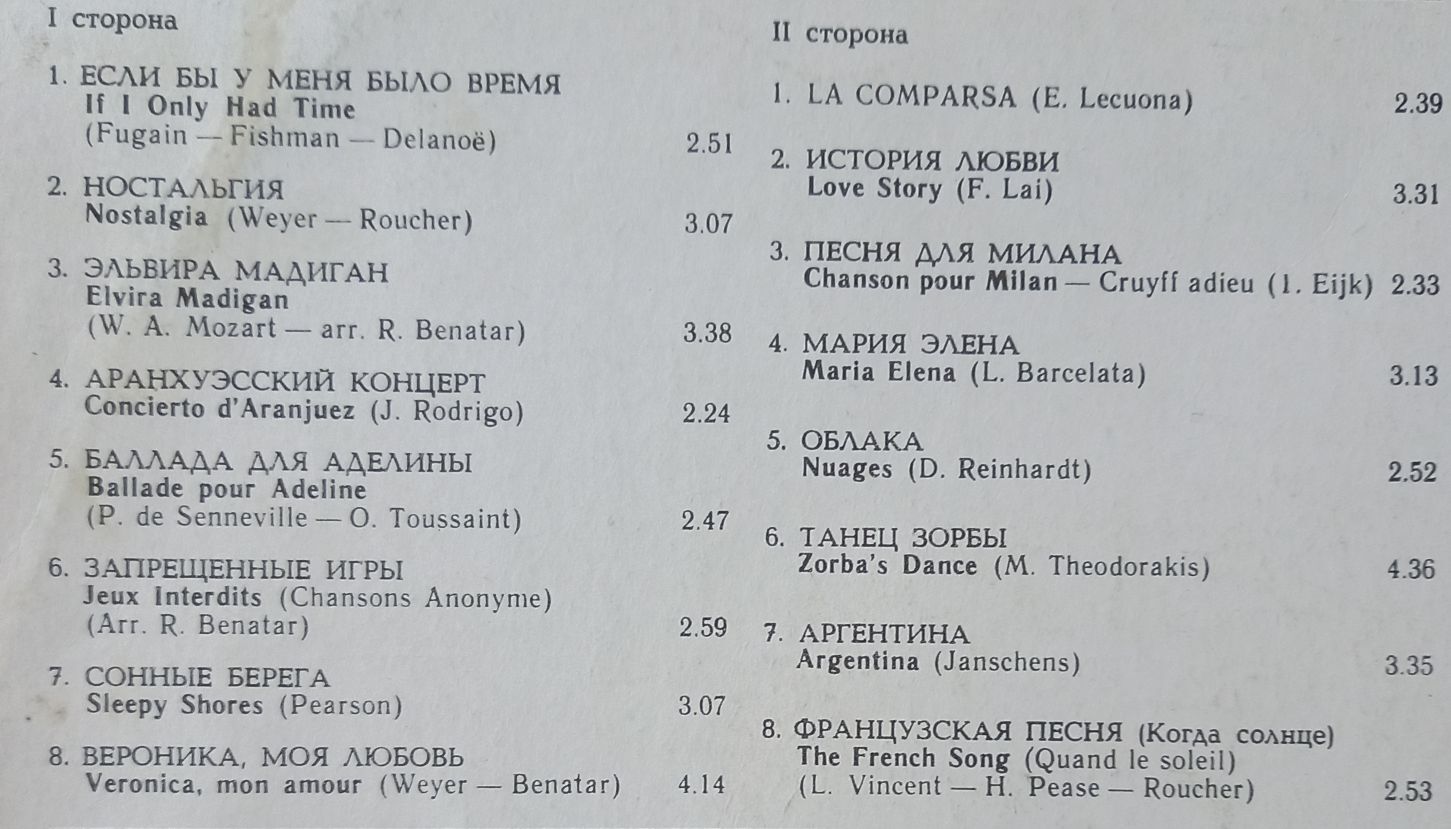 I сторона
1. ЕСЛИ БЫ У МЕНЯ БЫЛО ВРЕМЯ
If I Only Had Time
(Fugain — Fishman — Delanoë) 2.51
2. НОСТАЛЬГИЯ
Nostalgia (Weyer — Roucher) 3.07
3. ЭЛЬВИРА МАДИГАН
Elvira Madigan
(W. A. Mozart — arr. R. Benatar) 3.38
4. АРАНХУЭССКИЙ КОНЦЕРТ
Concierto d'Aranjuez (J. Rodrigo) 2.24
5. БАЛЛАДА ДЛЯ АДЕЛИНЫ
Ballade pour Adeline
(P. de Senneville — O. Toussaint) 2.47
6. ЗАПРЕЩЕННЫЕ ИГРЫ
Jeux Interdits (Chansons Anonyme)
(Arr. R. Benatar) 2.59
7. СОННЫЕ БЕРЕГА
Sleepy Shores (Pearson) 3.07
8. ВЕРОНИКА, МОЯ ЛЮБОВЬ
Veronica, mon amour (Weyer — Benatar) 4.14
II сторона
1. LA COMPARSA (E. Lecuona) 2.39
2. ИСТОРИЯ ЛЮБВИ
Love Story (F. Lai) 3.31
3. ПЕСНЯ ДЛЯ МИЛАНА
Chanson pour Milan — Cruyff adieu (I. Eijk) 2.33
4. МАРИЯ ЭЛЕНА
Maria Elena (L. Barcelata) 3.13
5. ОБЛАКА
Nuages (D. Reinhardt) 2.52
6. ТАНЕЦ ЗОРБЫ
Zorba's Dance (M. Theodorakis) 4.36
7. АРГЕНТИНА
Argentina (Janschens) 3.35
8. ФРАНЦУЗСКАЯ ПЕСНЯ (Когда солнце)
The French Song (Quand le soleil)
(L. Vincent — H. Pease — Roucher) 2.53